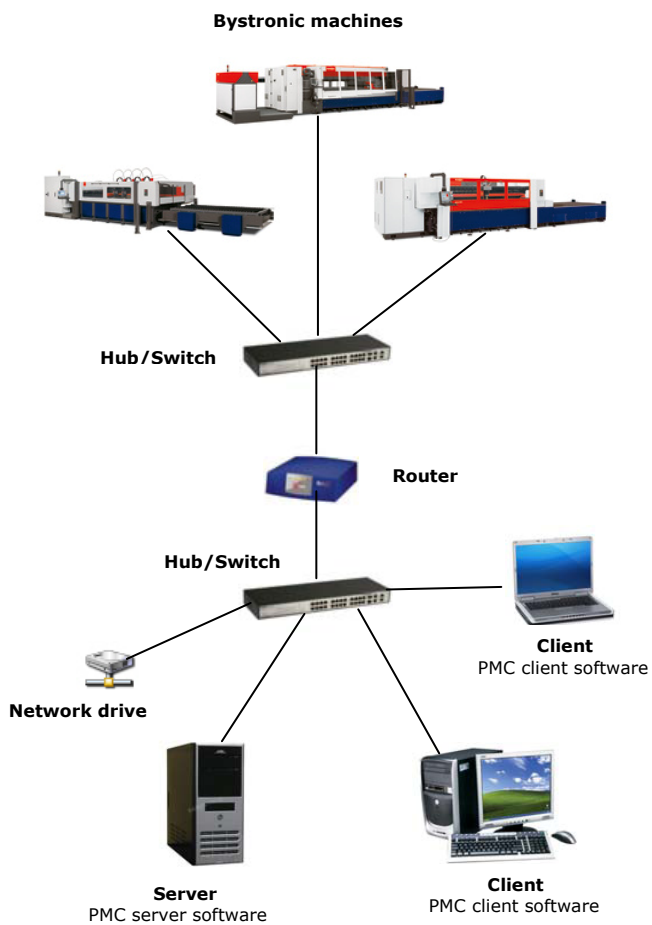 Bystronic machines
Hub/Switch
Router
Hub/Switch
Client
PMC client software
Network drive
Server
PMC server software
Client
PMC client software